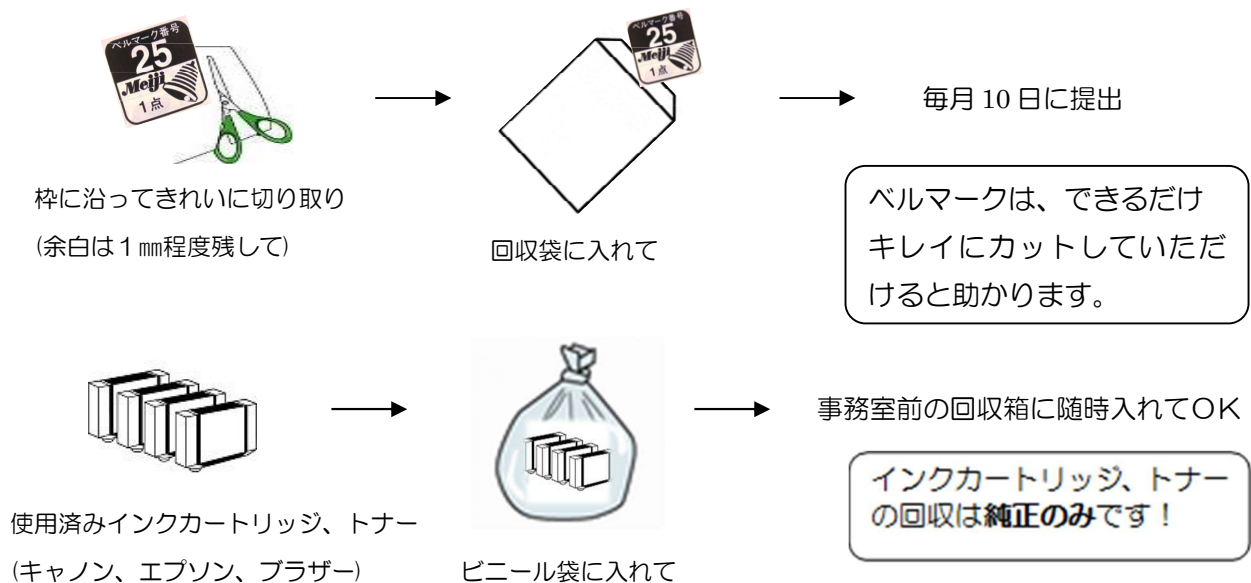 ベルマーク番号
25
Meiji
1点
ベルマーク番号
25
Meiji
1点
毎月10日に提出
枠に沿ってきれいに切り取り
(余白は1㎜程度残して)
回収袋に入れて
ベルマークは、できるだけ
キレイにカットしていただ
けると助かります。
事務室前の回収箱に随時入れてOK
インクカートリッジ、トナー
の回収は純正のみです！
使用済みインクカートリッジ、トナー
(キャノン、エプソン、ブラザー)
ビニール袋に入れて